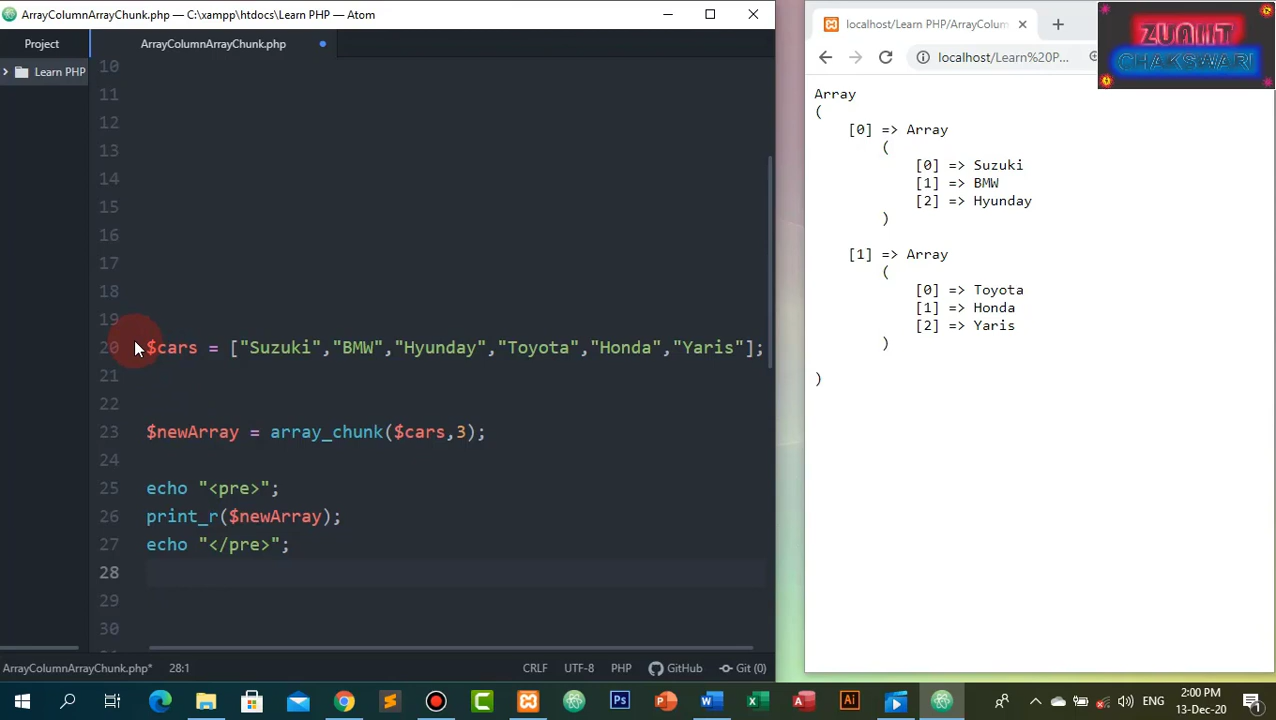 ArrayColumnArrayChunk.php — C:\xampp\htdocs\Learn PHP — Atom
Project
ArrayColumnArrayChunk.php
Learn PHP
10
11
12
13
14
15
16
17
18
19
20 $cars = ["Suzuki","BMW","Hyunday","Toyota","Honda","Yaris"];
21
22
23 $newArray = array_chunk($cars,3);
24
25 echo "<pre>";
26 print_r($newArray);
27 echo "</pre>";
28
29
30
ArrayColumnArrayChunk.php* 28:1 CRLF UTF-8 PHP GitHub Git (0)
localhost/Learn PHP/ArrayColum
localhost/Learn%20P...
ZUAIIT
CHAKSWARI
Array
(
[0] => Array
(
[0] => Suzuki
[1] => BMW
[2] => Hyunday
)
[1] => Array
(
[0] => Toyota
[1] => Honda
[2] => Yaris
)
)
ENG
2:00 PM
13-Dec-20
1